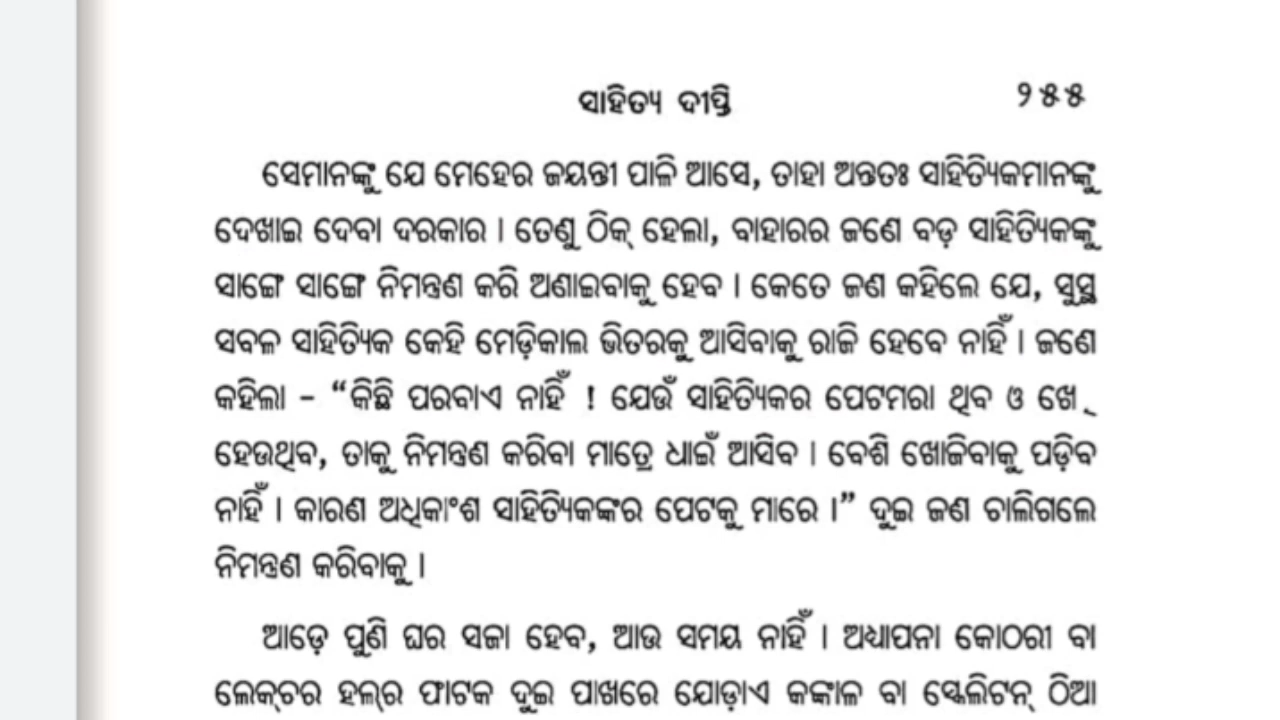 ସାହିତ୍ୟ ଦୀପ୍ତି ୨୫୫
ସେମାନଙ୍କୁ ଯେ ମେହେର ଜୟନ୍ତୀ ପାଳି ଆସେ, ତାହା ଅନ୍ତତଃ ସାହିତ୍ୟିକମାନଙ୍କୁ
ଦେଖାଇ ଦେବା ଦରକାର । ତେଣୁ ଠିକ୍ ହେଲା, ବାହାରର ଜଣେ ବଡ଼ ସାହିତ୍ୟିକଙ୍କୁ
ସାଙ୍ଗେ ସାଙ୍ଗେ ନିମନ୍ତ୍ରଣ କରି ଅଣାଇବାକୁ ହେବ । କେତେ ଜଣ କହିଲେ ଯେ, ସୁସ୍ଥ
ସବଳ ସାହିତ୍ୟିକ କେହି ମେଡ଼ିକାଲ ଭିତରକୁ ଆସିବାକୁ ରାଜି ହେବେ ନାହିଁ । ଜଣେ
କହିଲା – “କିଛି ପରବାଏ ନାହିଁ ! ଯେଉଁ ସାହିତ୍ୟିକର ପେଟମରା ଥିବ ଓ
ହେଉଥିବ, ତାକୁ ନିମନ୍ତ୍ରଣ କରିବା ମାତ୍ରେ ଧାଇଁ ଆସିବ । ବେଶି ଖୋଜିବାକୁ ପଡ଼ିବ
ନାହିଁ । କାରଣ ଅଧିକାଂଶ ସାହିତ୍ୟିକଙ୍କର ପେଟକୁ ମାରେ ।” ଦୁଇ ଜଣ ଚାଲିଗଲେ
ନିମନ୍ତ୍ରଣ କରିବାକୁ ।
ଆଡ଼େ ପୁଣି ଘର ସଜା ହେବ, ଆଉ ସମୟ ନାହିଁ । ଅଧ୍ୟାପନା କୋଠରୀ ବା
ଲେକ୍‌ଚର ହଲ୍‌ର ଫାଟକ ଦୁଇ ପାଖରେ ଯୋଡ଼ାଏ କଙ୍କାଳ ବା ସ୍କେଲିଟନ୍ ଠିଆ